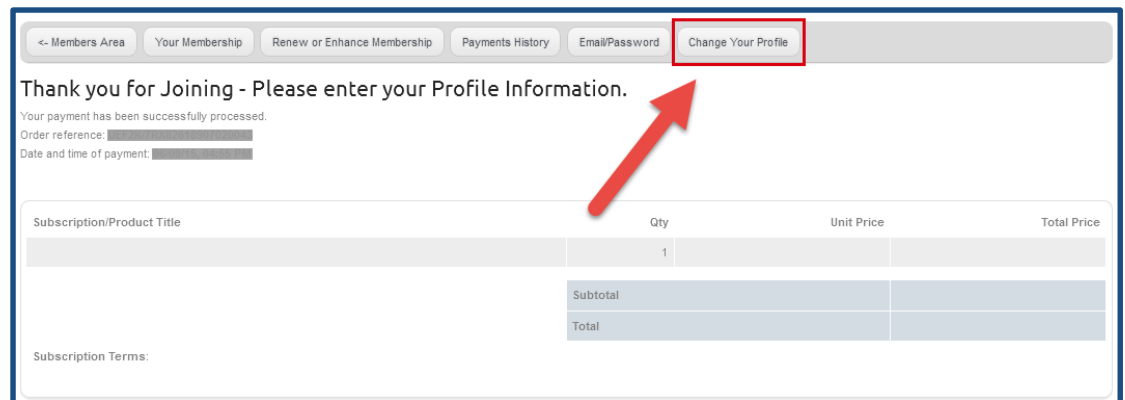 <- Members Area Your Membership Renew or Enhance Membership Payments History Email/Password Change Your Profile
Thank you for Joining - Please enter your Profile Information.
Your payment has been successfully processed.
Order reference:
Date and time of payment:
Subscription/Product Title Qty Unit Price Total Price
1
Subtotal
Total
Subscription Terms: